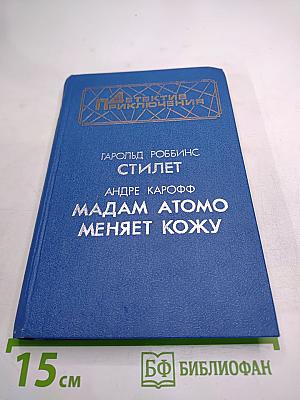 Детектив
Приключения
ГАРОЛЬД РОББИНС
СТИЛЕТ
АНДРЕ КАРОФФ
МАДАМ АТОМО
МЕНЯЕТ КОЖУ
15 см
БФ БИБЛИОФАН